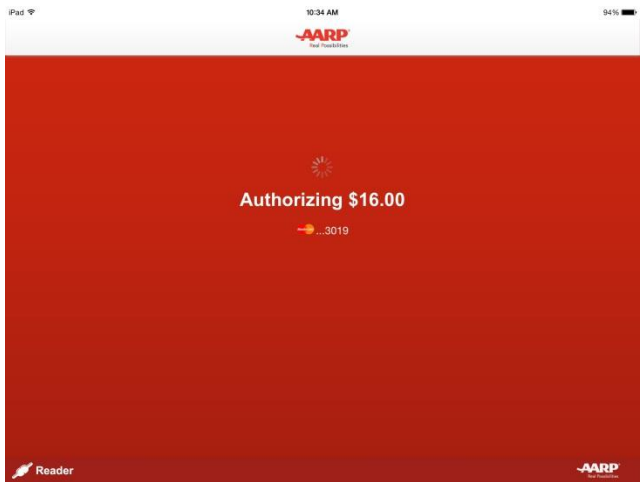 iPad
10:34 AM
94%
AARP
Real Possibilities
Authorizing $16.00
...3019
Reader
AARP
Real Possibilities